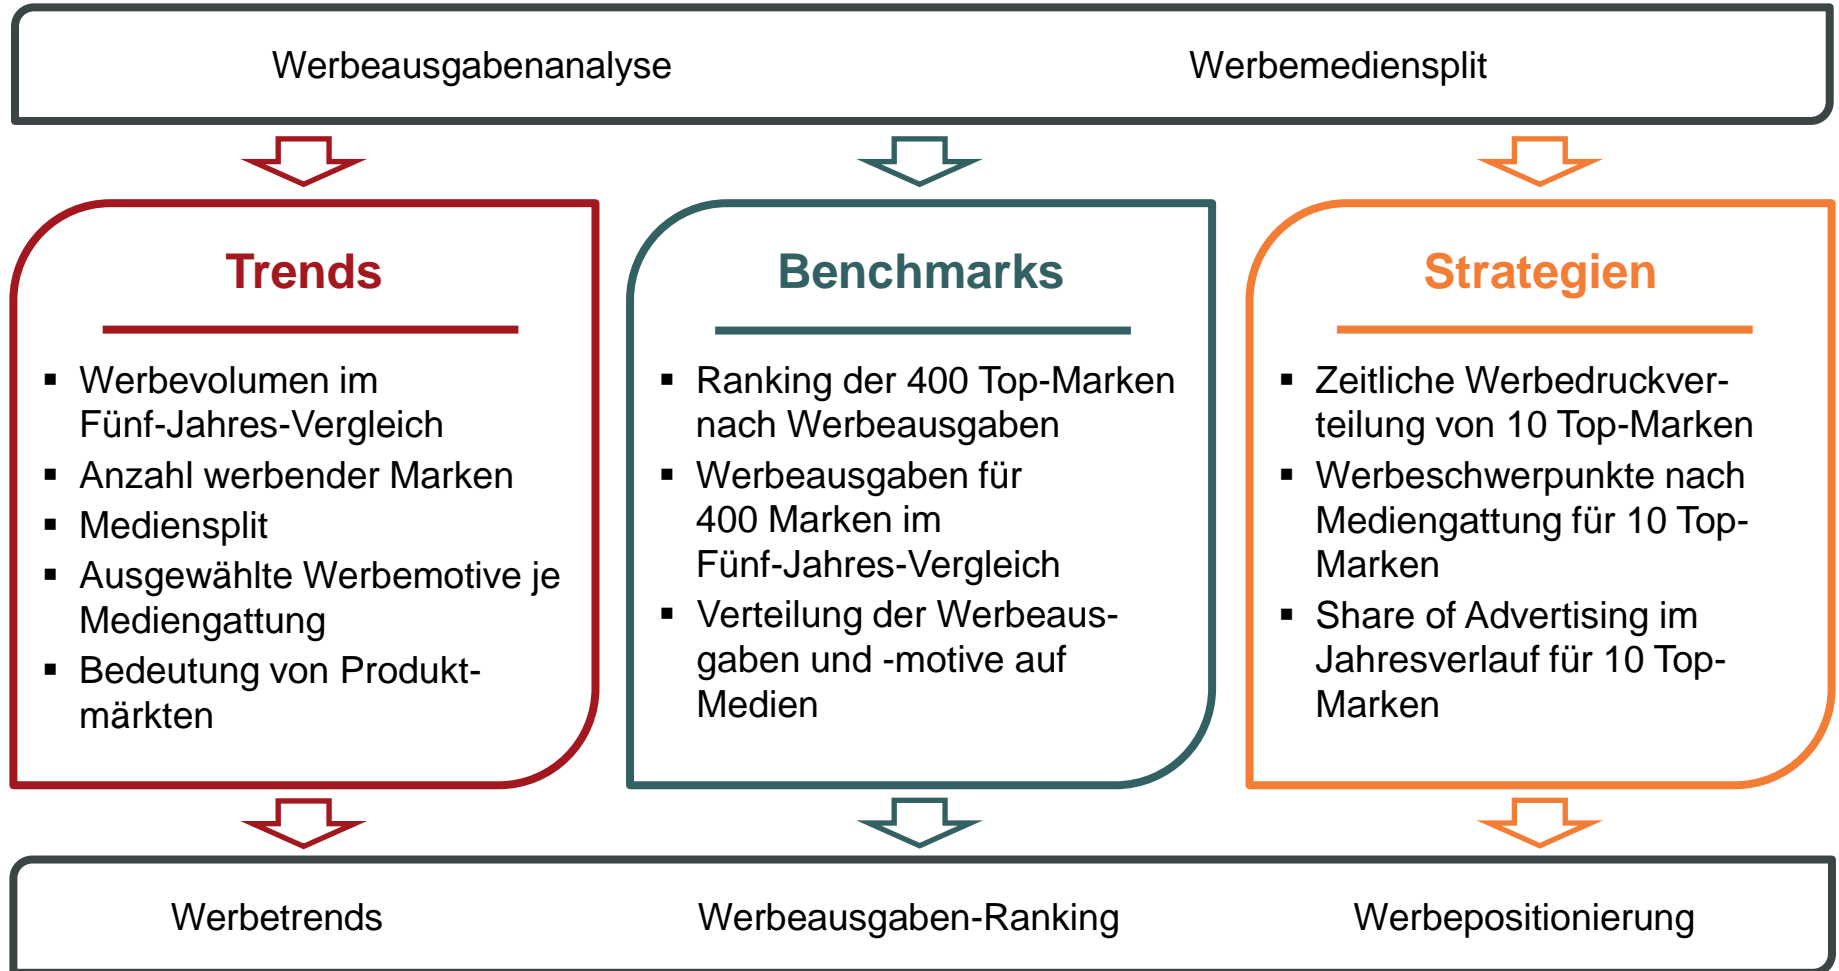 Werbeausgabenanalyse
Werbemediensplit
Trends
▪ Werbevolumen im
Fünf-Jahres-Vergleich
▪ Anzahl werbender Marken
▪ Mediensplit
▪ Ausgewählte Werbemotive je
Mediengattung
▪ Bedeutung von Produkt-
märkten
Benchmarks
▪ Ranking der 400 Top-Marken
nach Werbeausgaben
▪ Werbeausgaben für
400 Marken im
Fünf-Jahres-Vergleich
▪ Verteilung der Werbeaus-
gaben und -motive auf
Medien
Strategien
▪ Zeitliche Werbedruckver-
teilung von 10 Top-Marken
▪ Werbeschwerpunkte nach
Mediengattung für 10 Top-
Marken
▪ Share of Advertising im
Jahresverlauf für 10 Top-
Marken
Werbetrends
Werbeausgaben-Ranking
Werbepositionierung